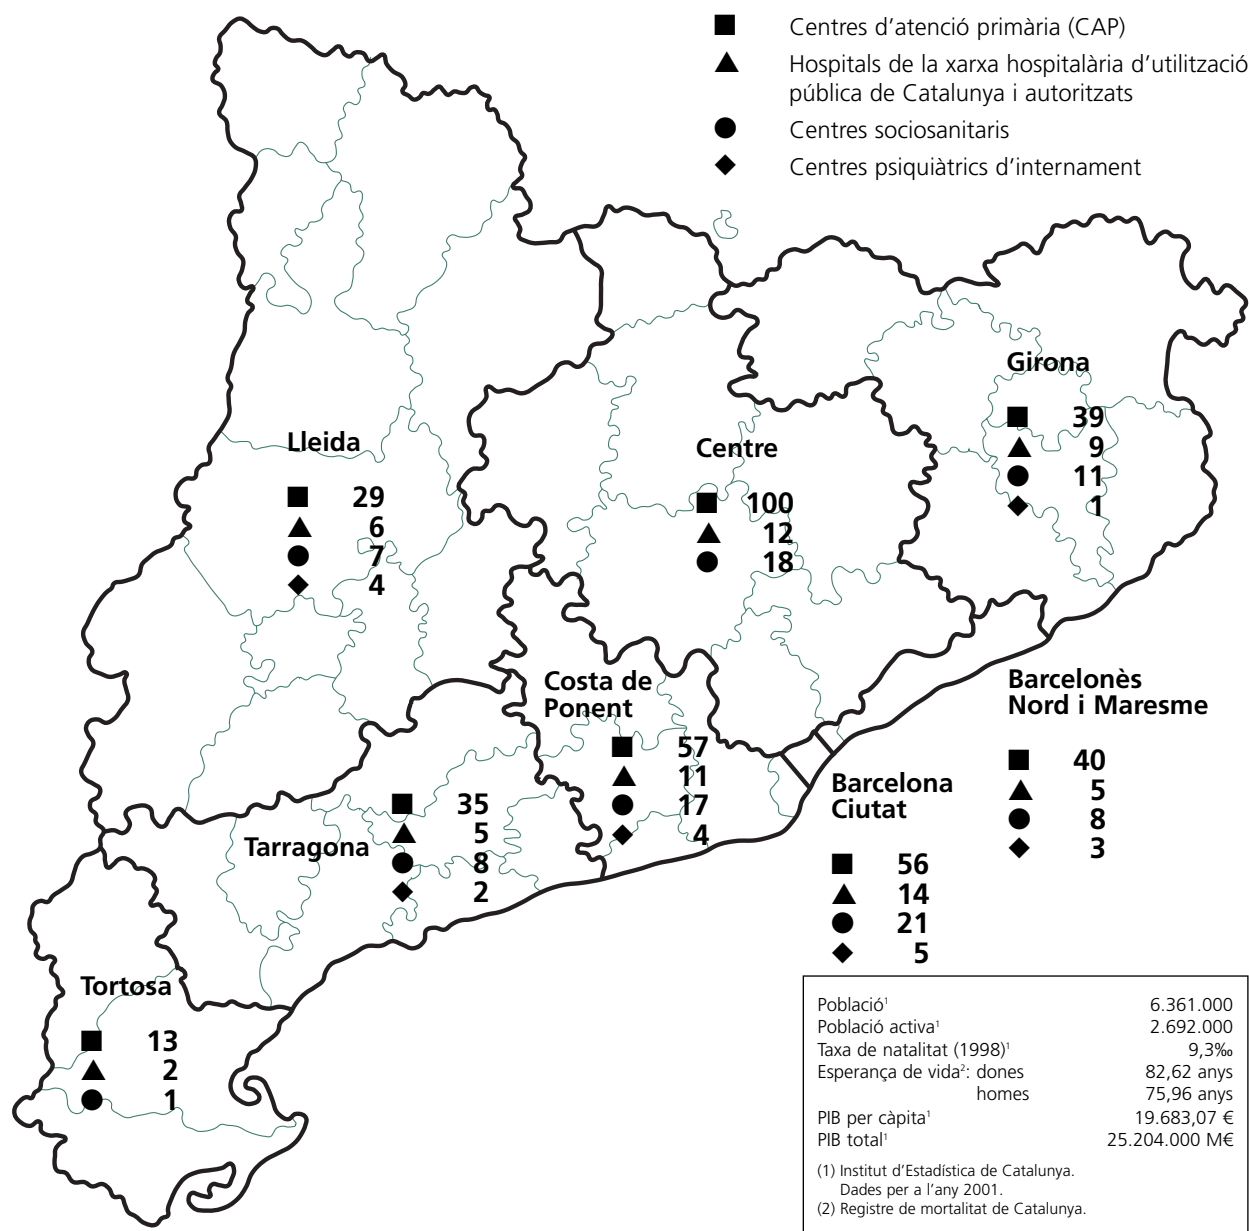 ■ Centres d'atenció primària (CAP)
▲ Hospitals de la xarxa hospitalària d'utilització
pública de Catalunya i autoritzats
● Centres sociosanitaris
◆ Centres psiquiàtrics d'internament
Girona
■ 39
▲ 9
● 11
◆ 1
Lleida
■ 29
▲ 6
● 7
◆ 4
Centre
■ 100
▲ 12
● 18
Costa de
Ponent
■ 57
▲ 11
● 17
◆ 4
Barcelonès
Nord i Maresme
■ 40
▲ 5
● 8
◆ 3
Barcelona
Ciutat
■ 56
▲ 14
● 21
◆ 5
Tarragona
■ 35
▲ 5
● 8
◆ 2
Tortosa
■ 13
▲ 2
● 1
Població¹ 6.361.000
Població activa¹ 2.692.000
Taxa de natalitat (1998)¹ 9,3‰
Esperança de vida²: dones 82,62 anys
homes 75,96 anys
PIB per càpita¹ 19.683,07 €
PIB total¹ 25.204.000 M€
(1) Institut d'Estadística de Catalunya.
Dades per a l'any 2001.
(2) Registre de mortalitat de Catalunya.